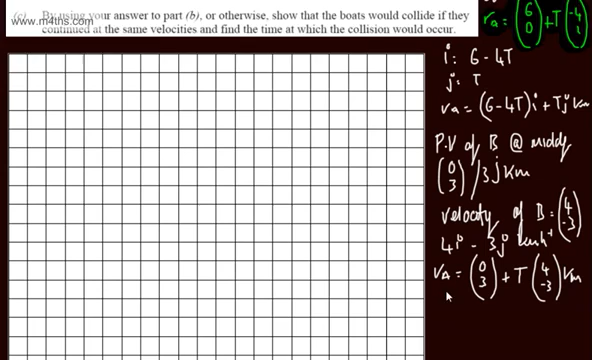 www.m4ths.com
(c) By using your answer to part (b), or otherwise, show that the boats would collide if they
continued at the same velocities and find the time at which the collision would occur.
ra = (6 0) + T(-4 1)
i: 6 - 4T
j: T
ra = (6-4T)i + Tj Km
P.V of B @ midday
(0 3) / 3j Km
velocity of B = (4 -3)
4i - 3j kmh⁻¹
rA = (0 3) + T(4 -3) Km